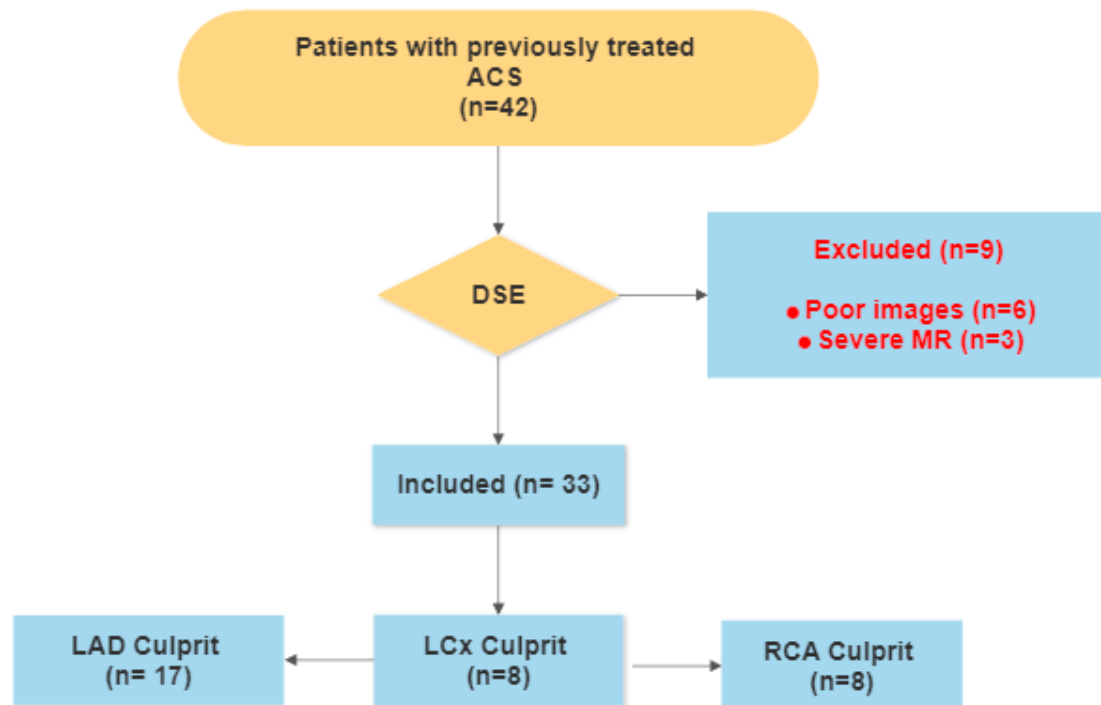 Patients with previously treated
ACS
(n=42)
DSE
Excluded (n=9)
● Poor images (n=6)
● Severe MR (n=3)
Included (n= 33)
LAD Culprit
(n= 17)
LCx Culprit
(n=8)
RCA Culprit
(n=8)